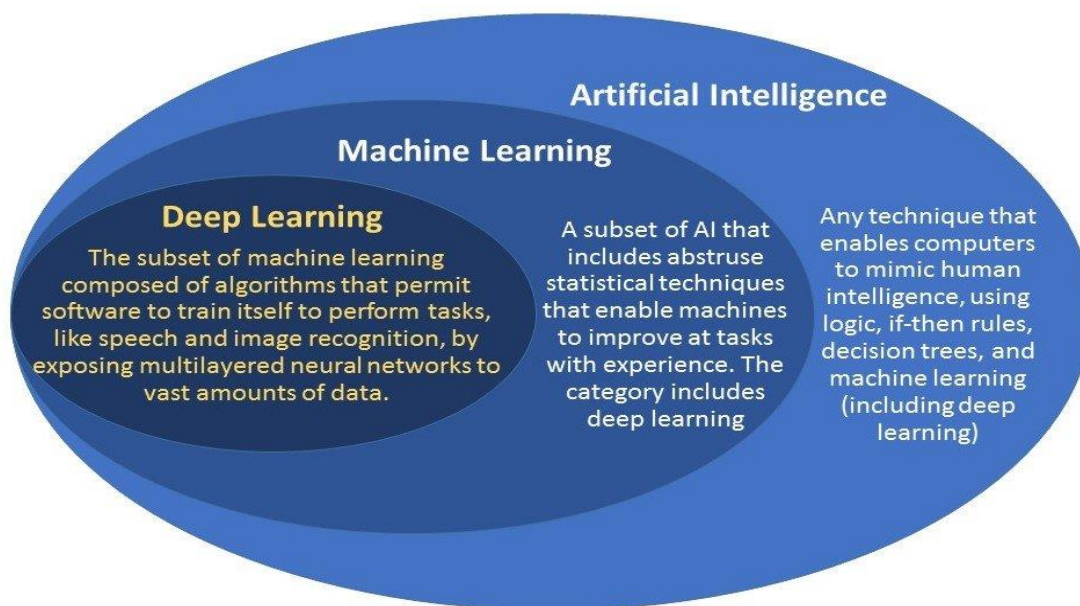 Artificial Intelligence
Machine Learning
Deep Learning
The subset of machine learning
composed of algorithms that permit
software to train itself to perform tasks,
like speech and image recognition, by
exposing multilayered neural networks to
vast amounts of data.
A subset of AI that
includes abstruse
statistical techniques
that enable machines
to improve at tasks
with experience. The
category includes
deep learning
Any technique that
enables computers
to mimic human
intelligence, using
logic, if-then rules,
decision trees, and
machine learning
(including deep
learning)